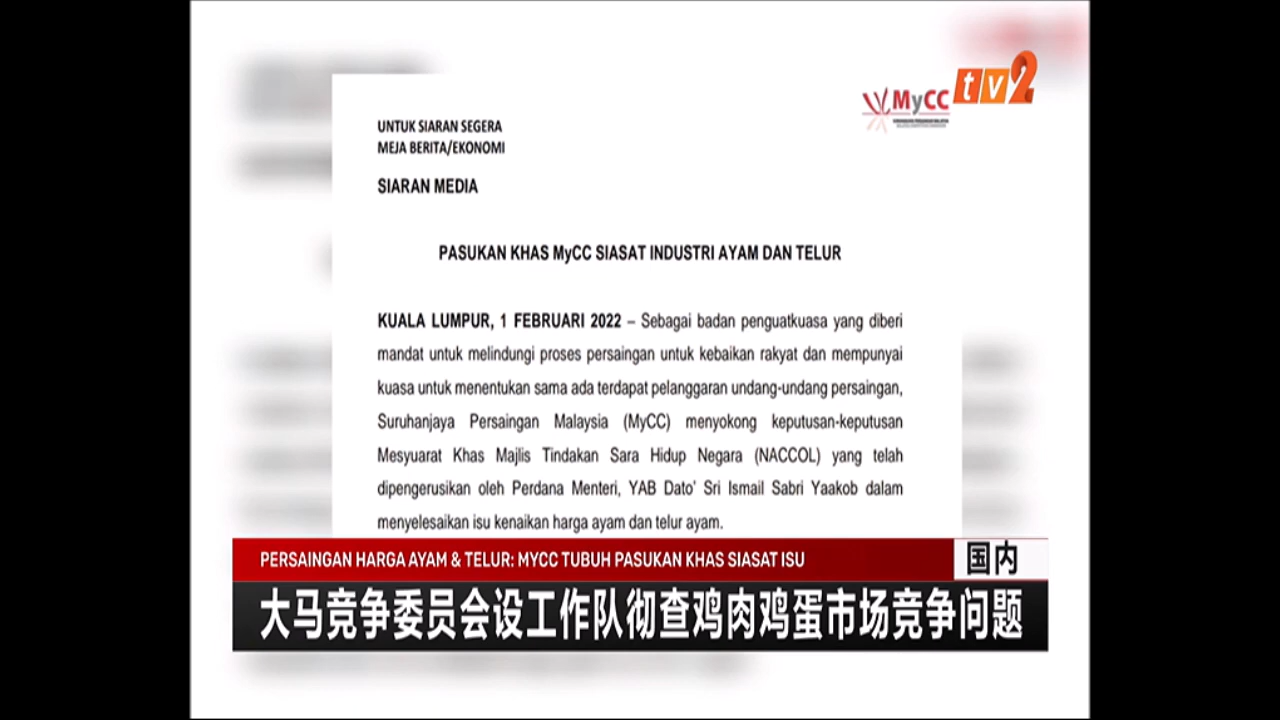 MyCC
tv2
UNTUK SIARAN SEGERA
MEJA BERITA/EKONOMI
SIARAN MEDIA
PASUKAN KHAS MyCC SIASAT INDUSTRI AYAM DAN TELUR
KUALA LUMPUR, 1 FEBRUARI 2022 – Sebagai badan penguatkuasa yang diberi
mandat untuk melindungi proses persaingan untuk kebaikan rakyat dan mempunyai
kuasa untuk menentukan sama ada terdapat pelanggaran undang-undang persaingan,
Suruhanjaya Persaingan Malaysia (MyCC) menyokong keputusan-keputusan
Mesyuarat Khas Majlis Tindakan Sara Hidup Negara (NACCOL) yang telah
dipengerusikan oleh Perdana Menteri, YAB Dato' Sri Ismail Sabri Yaakob dalam
menyelesaikan isu kenaikan harga ayam dan telur ayam.
PERSAINGAN HARGA AYAM & TELUR: MYCC TUBUH PASUKAN KHAS SIASAT ISU
国内
大马竞争委员会设工作队彻查鸡肉鸡蛋市场竞争问题